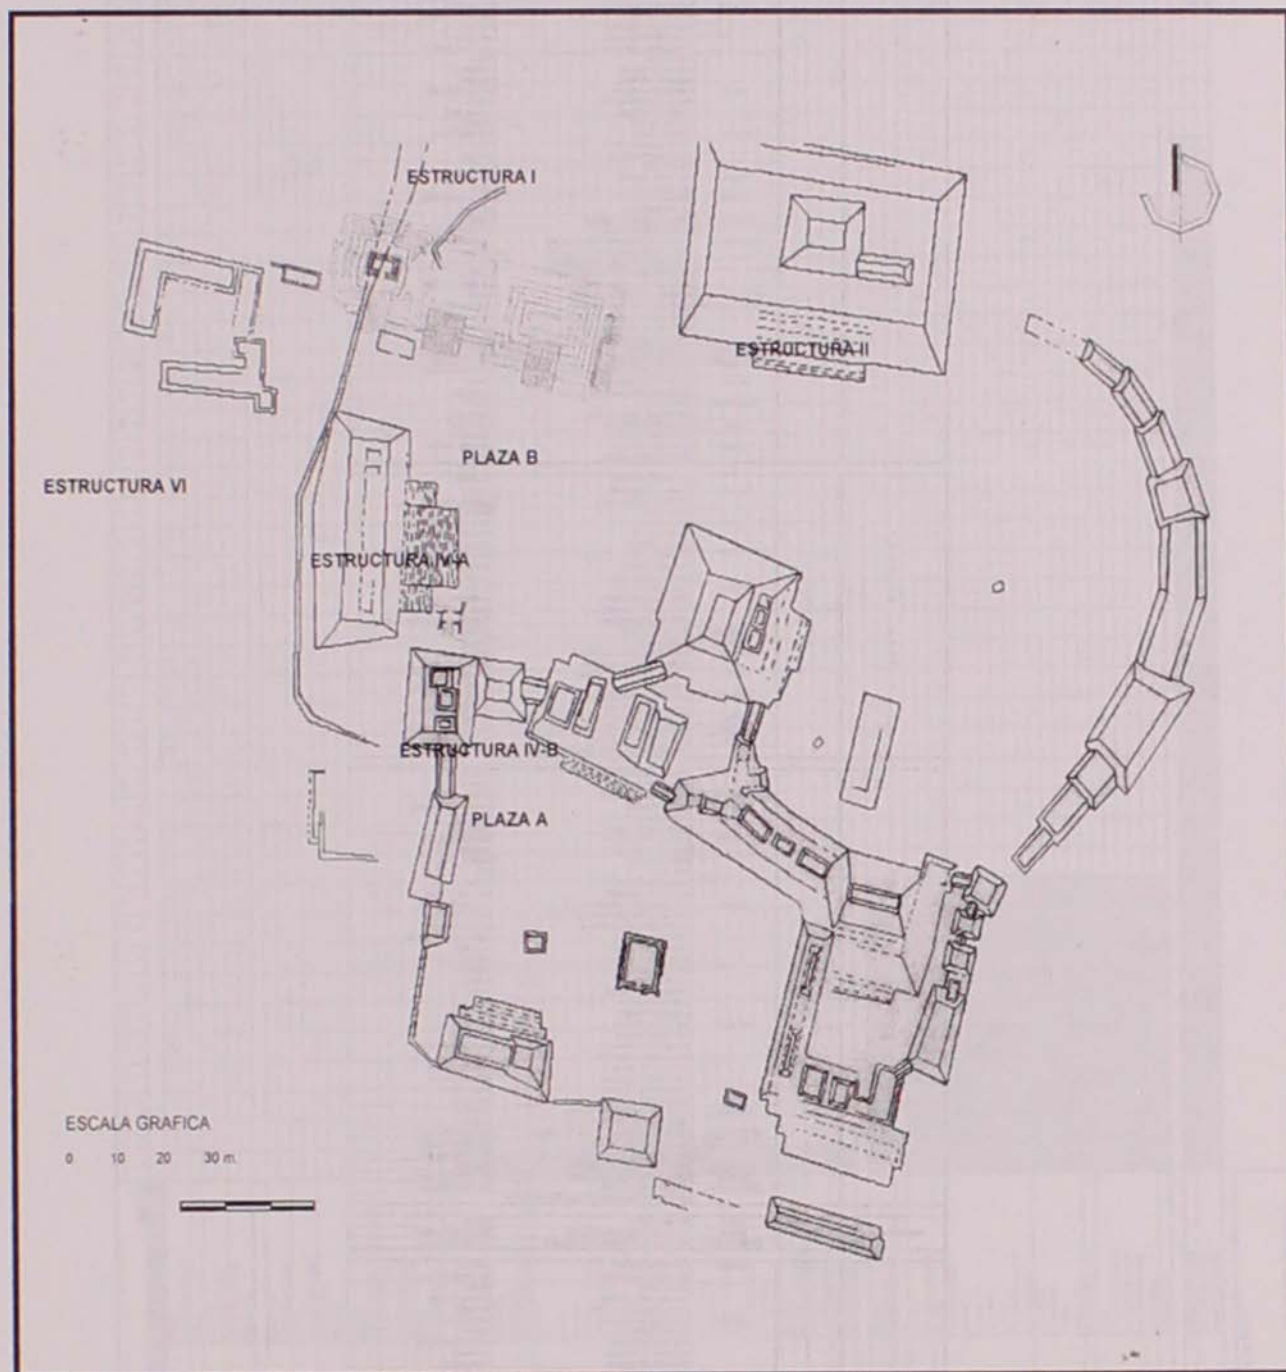 ESTRUCTURA I
ESTRUCTURA II
PLAZA B
ESTRUCTURA VI
ESTRUCTURA IV-A
ESTRUCTURA IV-B
PLAZA A
ESCALA GRAFICA
0 10 20 30 m.